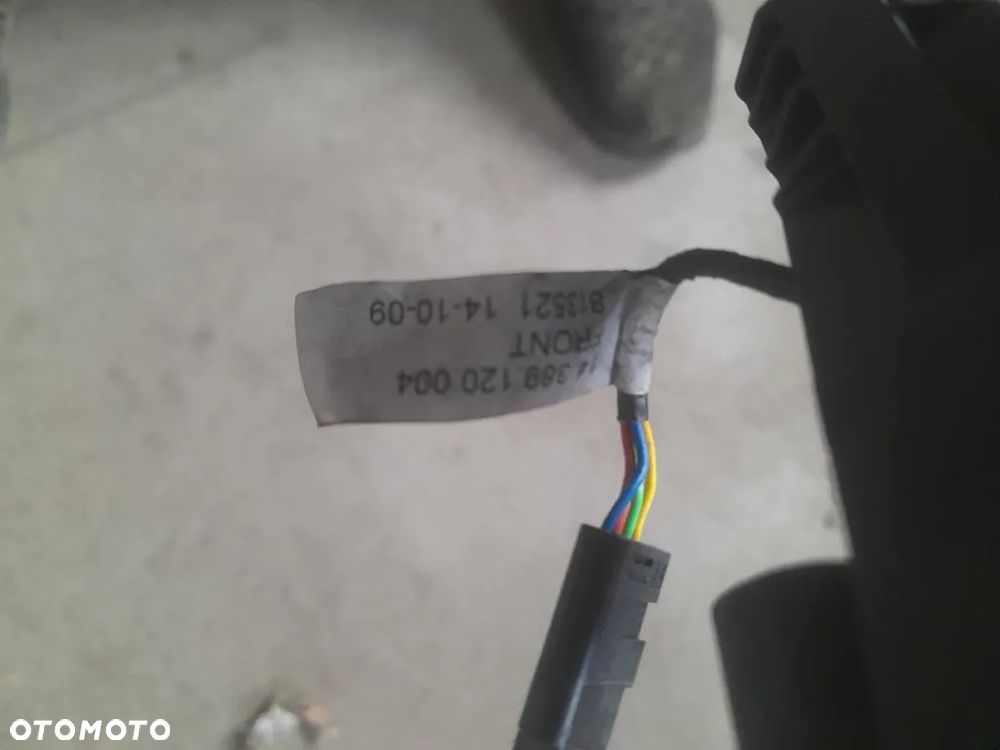 389 120 004
FRONT
813521 14-10-09
OTOMOTO